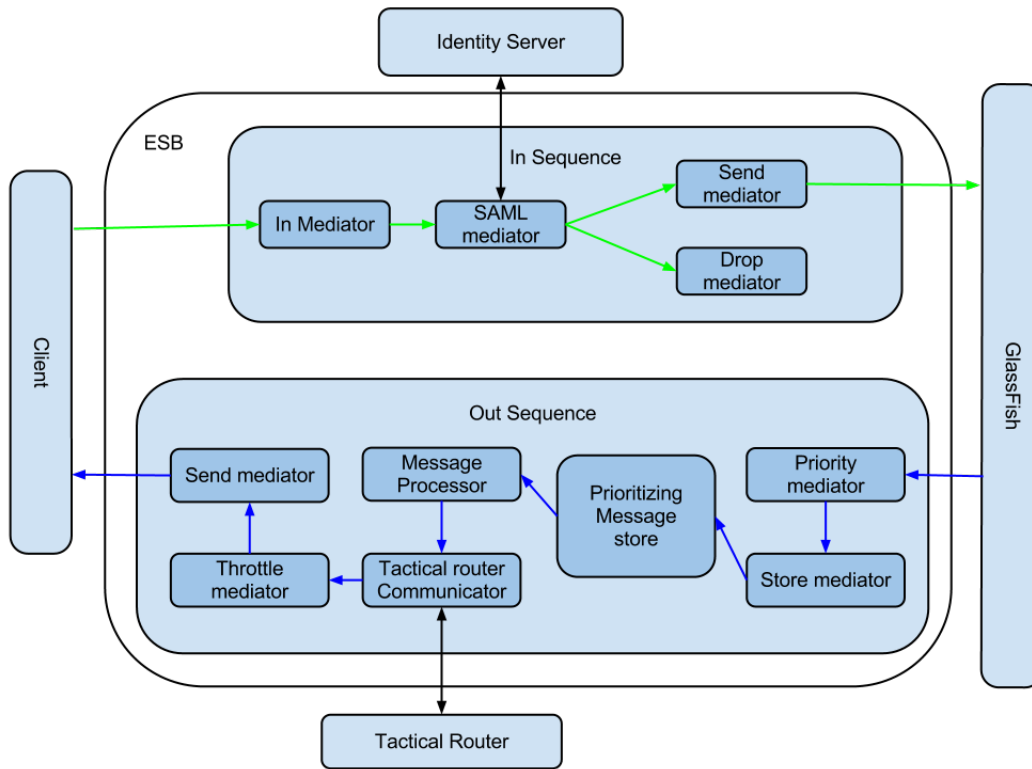 Identity Server
ESB
In Sequence
Send
mediator
In Mediator
SAML
mediator
Drop
mediator
Client
GlassFish
Out Sequence
Send mediator
Message
Processor
Prioritizing
Message
store
Priority
mediator
Throttle
mediator
Tactical router
Communicator
Store mediator
Tactical Router